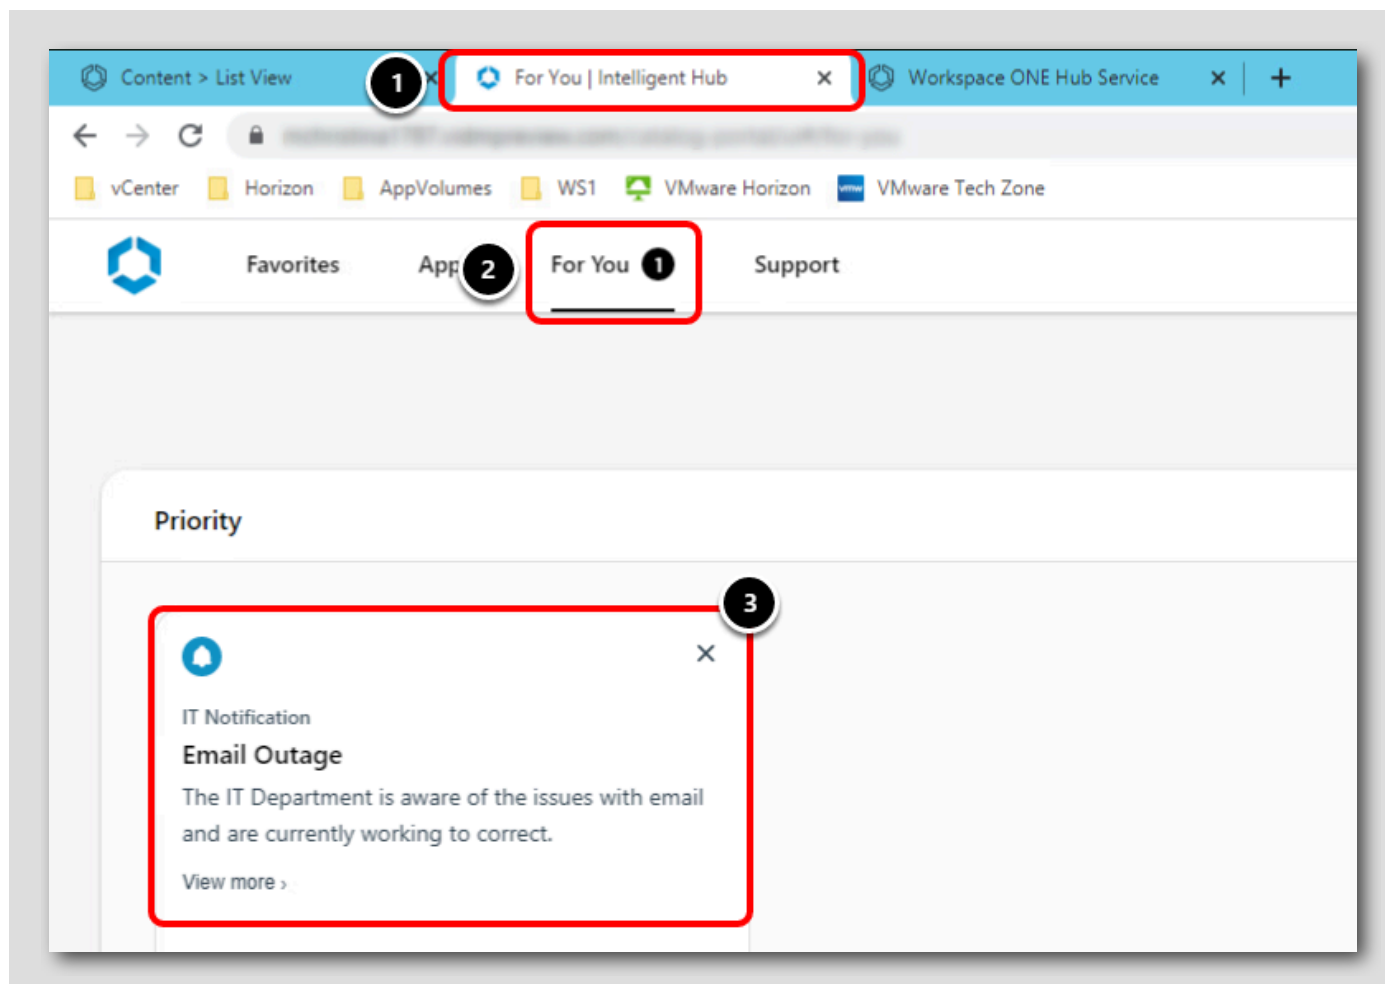 Content > List View
1
For You | Intelligent Hub
Workspace ONE Hub Service
vCenter
Horizon
AppVolumes
WS1
VMware Horizon
vmw
VMware Tech Zone
Favorites
App
2
For You 1
Support
Priority
3
IT Notification
Email Outage
The IT Department is aware of the issues with email
and are currently working to correct.
View more ›